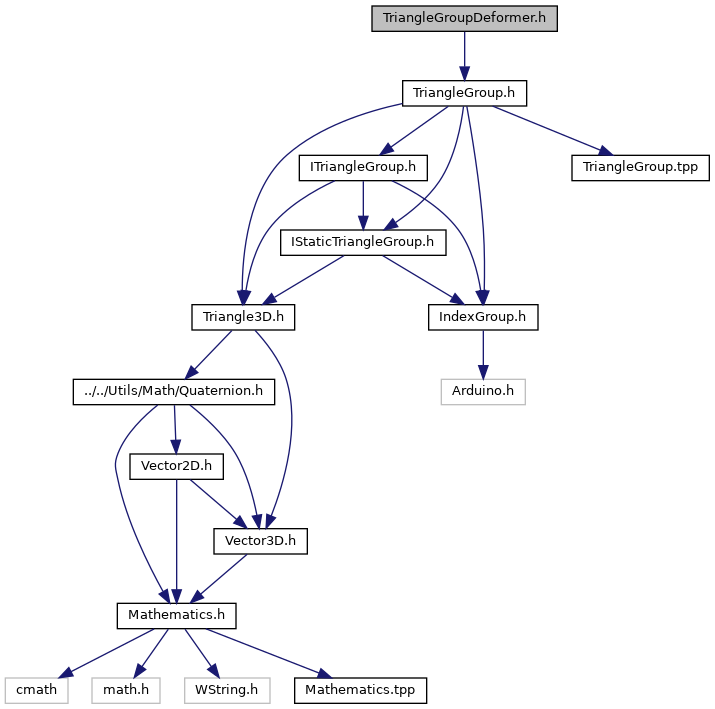 TriangleGroupDeformer.h
TriangleGroup.h
ITriangleGroup.h
TriangleGroup.tpp
IStaticTriangleGroup.h
Triangle3D.h
IndexGroup.h
../../Utils/Math/Quaternion.h
Arduino.h
Vector2D.h
Vector3D.h
Mathematics.h
cmath
math.h
WString.h
Mathematics.tpp